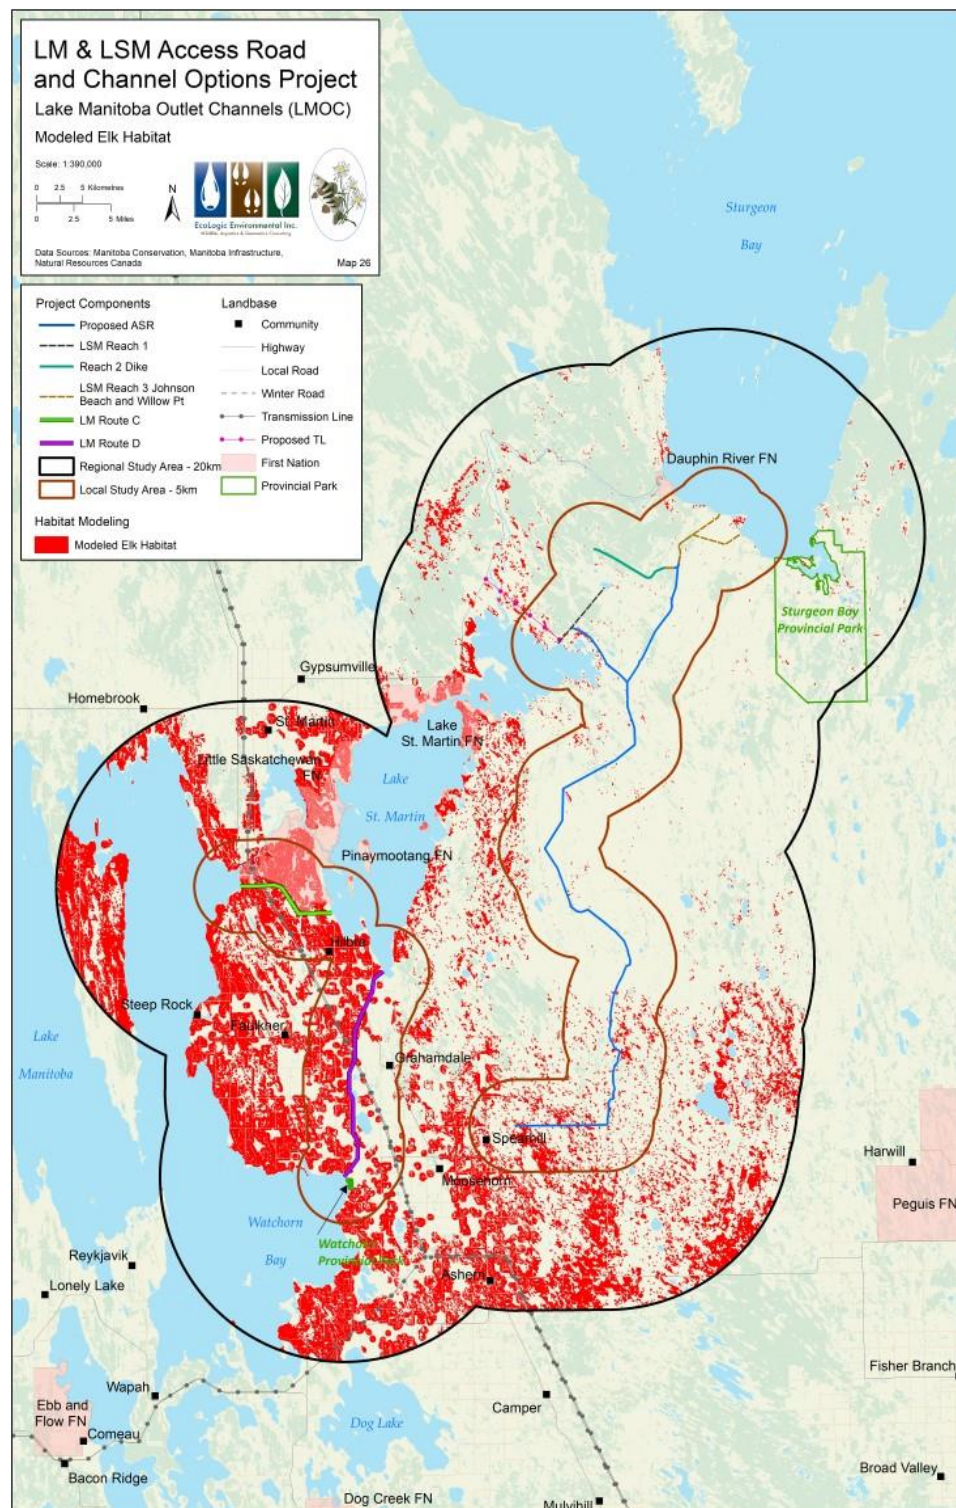 LM & LSM Access Road
and Channel Options Project
Lake Manitoba Outlet Channels (LMOC)
Modeled Elk Habitat
Scale: 1:390,000
0 2.5 5 Kilometres
0 2.5 5 Miles
N
EcoLogic Environmental Inc.
Data Sources: Manitoba Conservation, Manitoba Infrastructure,
Natural Resources Canada
Map 26
Project Components
Proposed ASR
LSM Reach 1
Reach 2 Dike
LSM Reach 3 Johnson
Beach and Willow Pt
LM Route C
LM Route D
Regional Study Area - 20km
Local Study Area - 5km
Habitat Modeling
Modeled Elk Habitat
Landbase
Community
Highway
Local Road
Winter Road
Transmission Line
Proposed TL
First Nation
Provincial Park
Sturgeon
Bay
Dauphin River FN
Sturgeon Bay
Provincial Park
Gypsumville
Homebrook
St. Martin
Lake
St. Martin FN
Little Saskatchewan
FN
Lake
St. Martin
Pinaymootang FN
Hilbre
Steep Rock
Faulkner
Lake
Manitoba
Grahamdale
Spearhill
Moosehorn
Harwill
Peguis FN
Watchorn
Bay
Watchorn
Provincial Park
Reykjavik
Lonely Lake
Ashern
Fisher Branch
Wapah
Ebb and
Flow FN
Comeau
Camper
Dog Lake
Bacon Ridge
Broad Valley
Dog Creek FN
Mulvihill